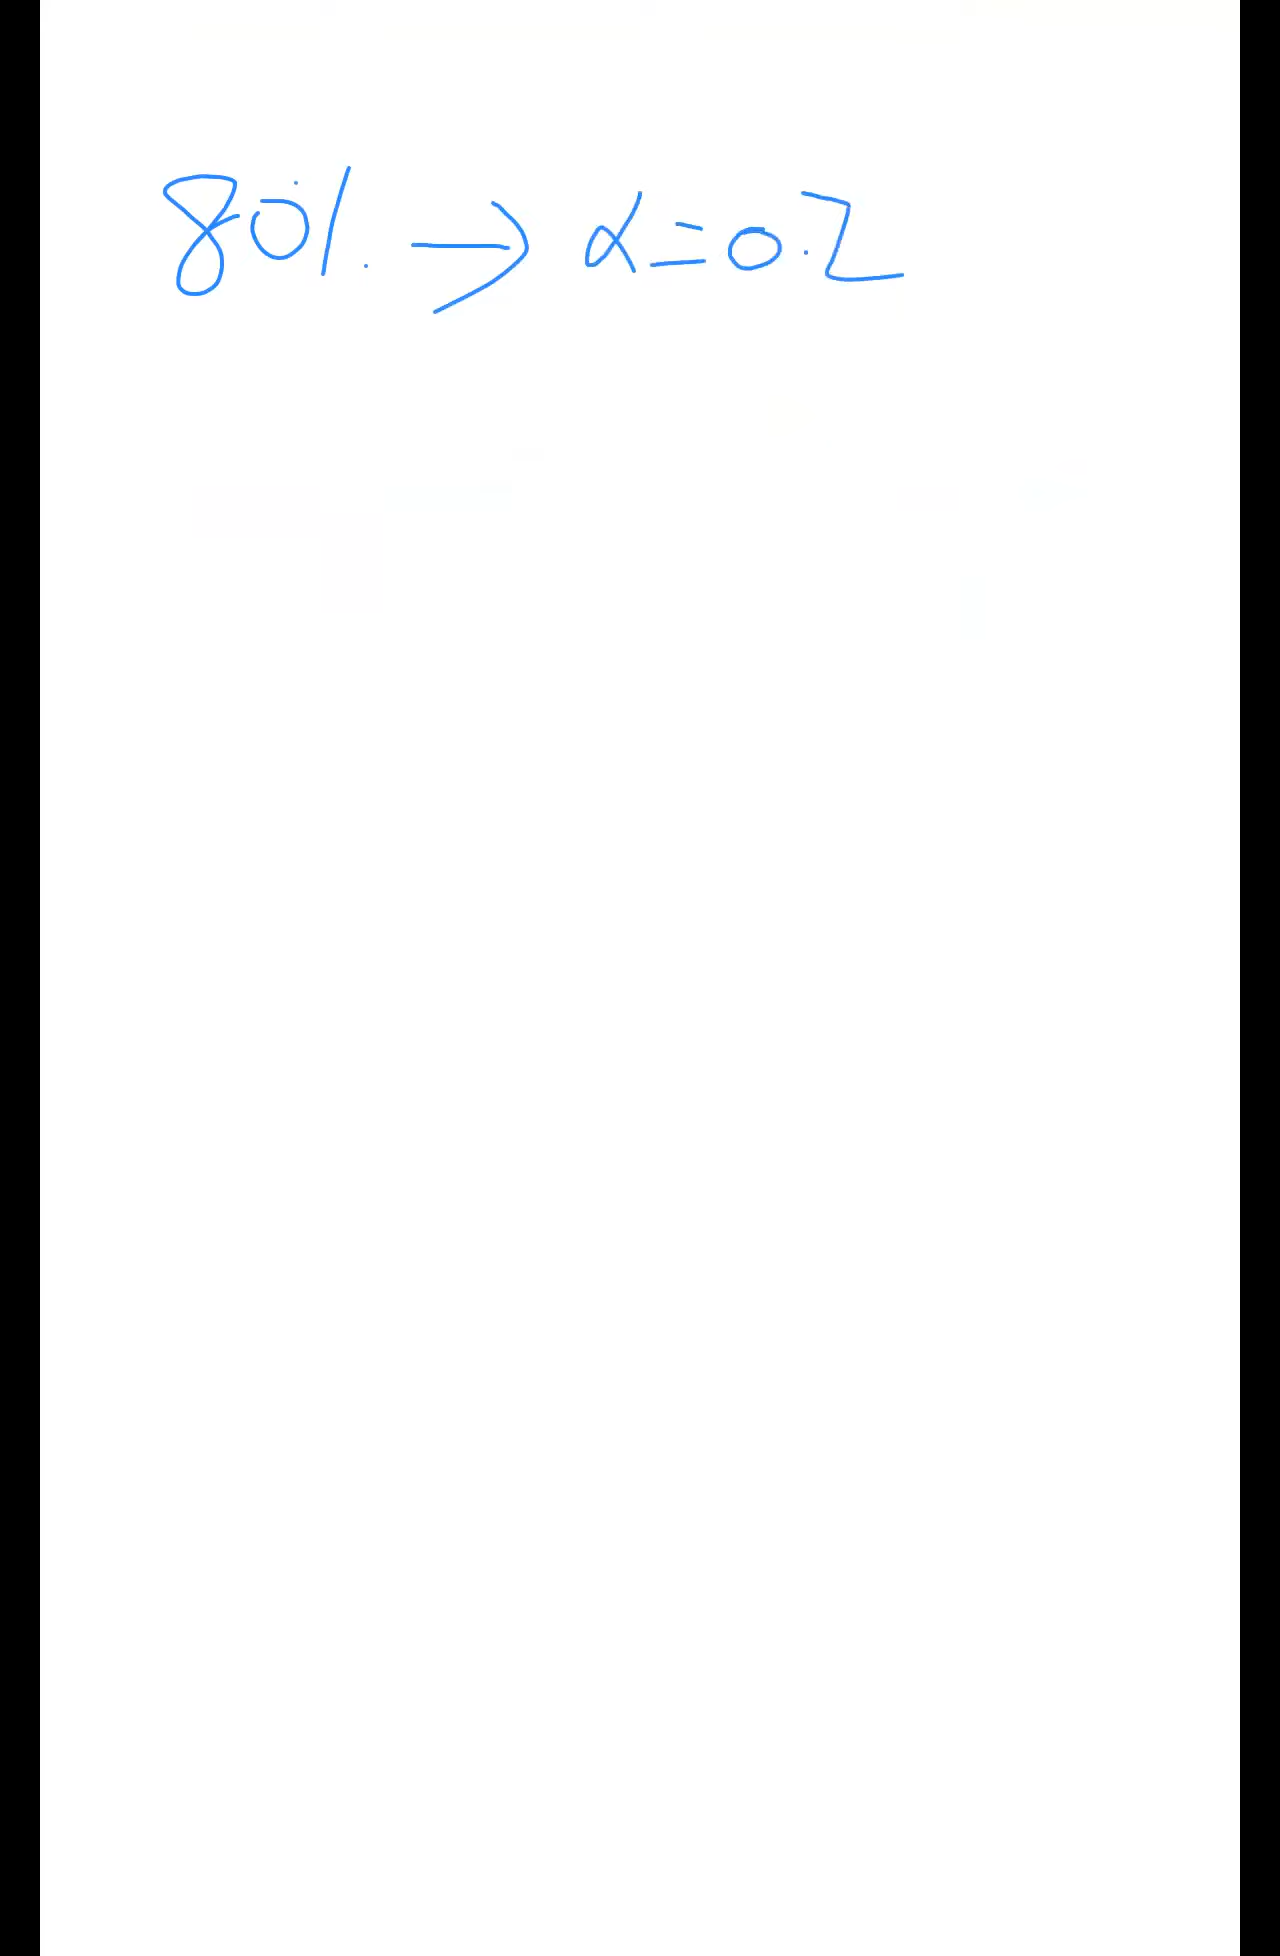 80% → α = 0.2